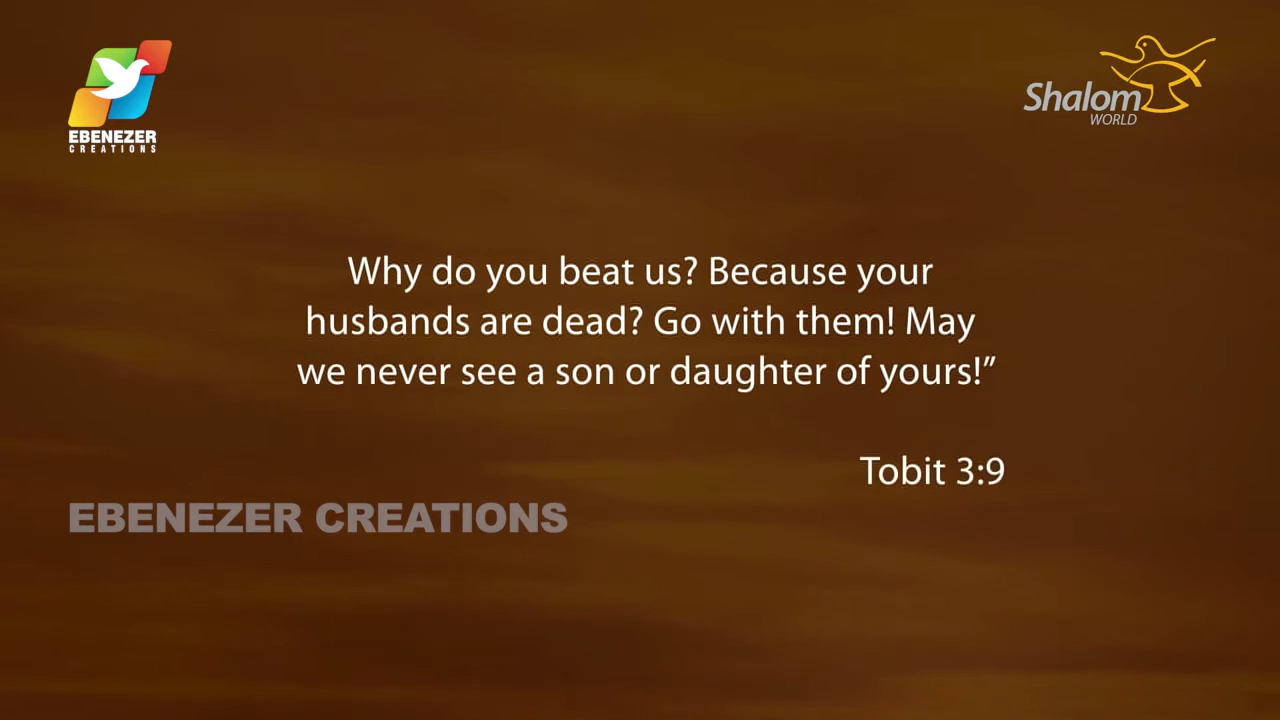 EBENEZER
CREATIONS
Shalom
WORLD
Why do you beat us? Because your
husbands are dead? Go with them! May
we never see a son or daughter of yours!”
Tobit 3:9
EBENEZER CREATIONS